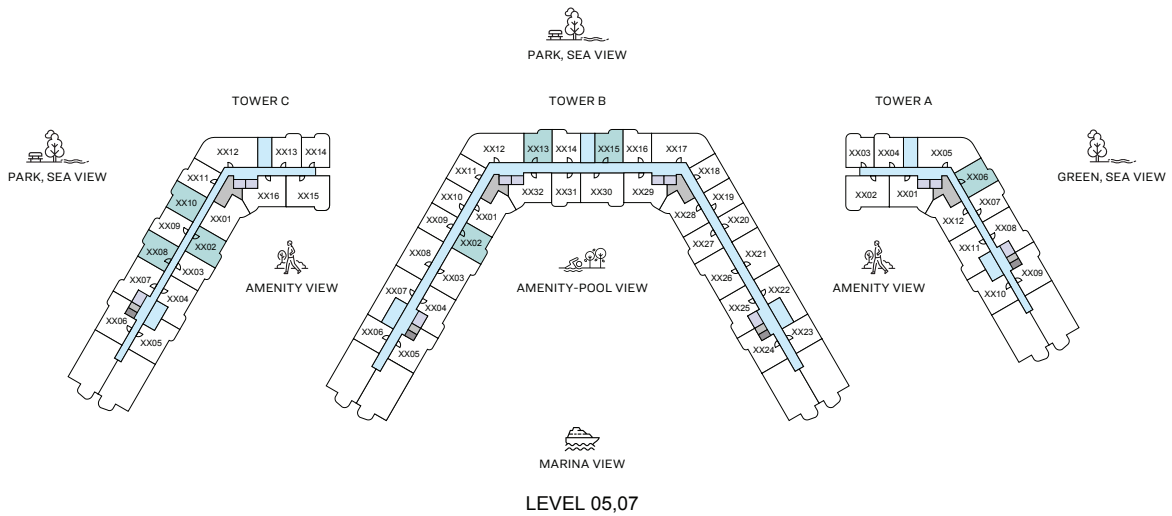 PARK, SEA VIEW
TOWER C
TOWER B
TOWER A
PARK, SEA VIEW
GREEN, SEA VIEW
XX12
XX13
XX14
XX11
XX10
XX01
XX16
XX15
XX09
XX02
XX08
XX03
XX07
XX04
XX06
XX05
XX12
XX13
XX14
XX15
XX16
XX17
XX11
XX32
XX31
XX30
XX29
XX18
XX10
XX01
XX28
XX19
XX09
XX02
XX27
XX20
XX08
XX03
XX26
XX21
XX07
XX04
XX25
XX22
XX06
XX05
XX24
XX23
XX03
XX04
XX05
XX02
XX01
XX06
XX12
XX07
XX11
XX08
XX10
XX09
AMENITY VIEW
AMENITY-POOL VIEW
AMENITY VIEW
MARINA VIEW
LEVEL 05,07